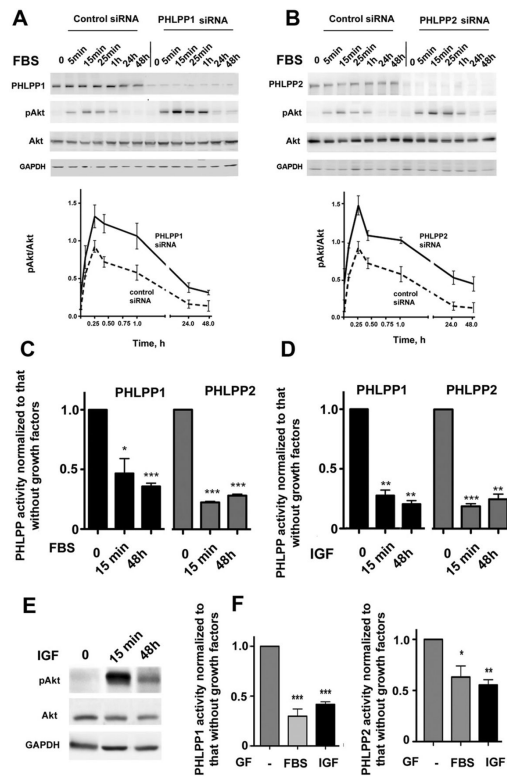 A
Control siRNA PHLPP1 siRNA
FBS 0 5min 15min 25min 1h 24h 48h 0 5min 15min 25min 1h 24h 48h
PHLPP1
pAkt
Akt
GAPDH
pAkt/Akt
1.5
1.0
0.5
0.0
PHLPP1
siRNA
control
siRNA
0.25 0.50 0.75 1.0 24.0 48.0
Time, h
B
Control siRNA PHLPP2 siRNA
FBS 0 5min 15min 25min 1h 24h 48h 0 5min 15min 25min 1h 24h 48h
PHLPP2
pAkt
Akt
GAPDH
pAkt/Akt
1.5
1.0
0.5
0.0
PHLPP2
siRNA
control
siRNA
0.25 0.50 0.75 1.0 24.0 48.0
Time, h
C
PHLPP activity normalized to that
without growth factors
PHLPP1 PHLPP2
1.0
0.5
0
* *** *** ***
FBS 0 15 min 48h 0 15 min 48h
D
PHLPP activity normalized to that
without growth factors
PHLPP1 PHLPP2
1.0
0.5
0
** ** *** **
IGF 0 15 min 48h 0 15 min 48h
E
IGF 0 15 min 48h
pAkt
Akt
GAPDH
F
PHLPP1 activity normalized to
that without growth factors
1.0
0.5
0
*** ***
GF - FBS IGF
PHLPP2 activity normalized to
that without growth factors
1.0
0.5
0
* **
GF - FBS IGF